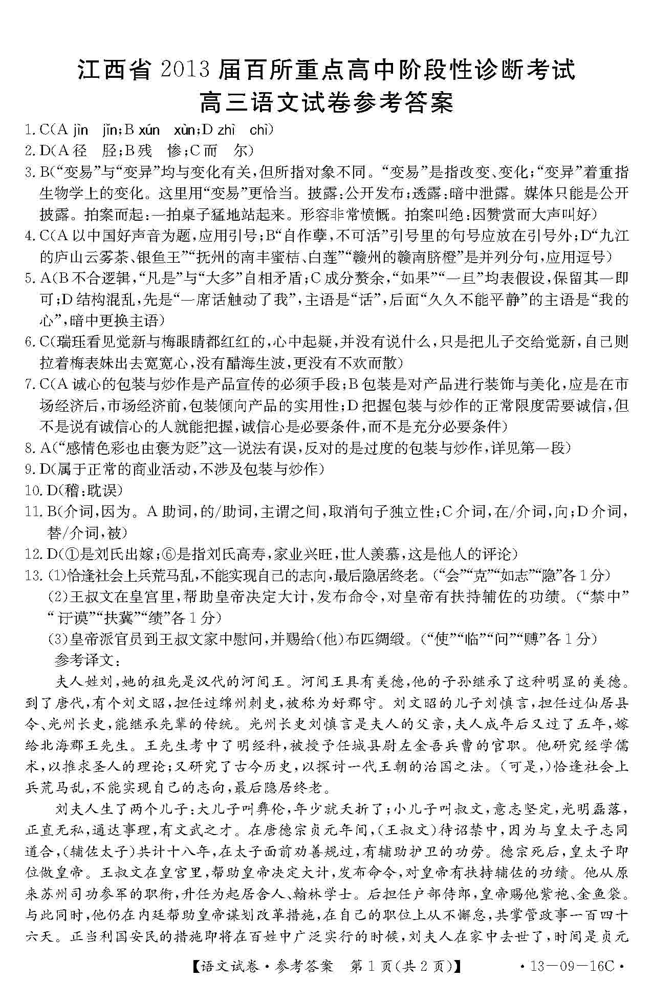 江西省 2013 届百所重点高中阶段性诊断考试
高三语文试卷参考答案
1. C(A jìn　jǐn;B xún　xùn;D zhì　chì)
2. D(A 径　胫;B 残　惨;C 而　尔)
3. B(“变易”与“变异”均与变化有关,但所指对象不同。“变易”是指改变、变化;“变异”着重指
生物学上的变化。这里用“变易”更恰当。披露:公开发布;透露:暗中泄露。媒体只能是公开
披露。拍案而起:一拍桌子猛地站起来。形容非常愤慨。拍案叫绝:因赞赏而大声叫好)
4. C(A 以中国好声音为题,应用引号;B“自作孽,不可活”引号里的句号应放在引号外;D“九江
的庐山云雾茶、银鱼王”“抚州的南丰蜜桔、白莲”“赣州的赣南脐橙”是并列分句,应用逗号)
5. A(B 不合逻辑,“凡是”与“大多”自相矛盾;C 成分赘余,“如果”“一旦”均表假设,保留其一即
可;D 结构混乱,先是“一席话触动了我”,主语是“话”,后面“久久不能平静”的主语是“我的
心”,暗中更换主语)
6. C(瑞珏看见觉新与梅眼睛都红红的,心中起疑,并没有说什么,只是把儿子交给觉新,自己则
拉着梅表妹出去宽宽心,没有醋海生波,更没有不欢而散)
7. C(A 诚心的包装与炒作是产品宣传的必须手段;B 包装是对产品进行装饰与美化,应是在市
场经济后,市场经济前,包装倾向产品的实用性;D 把握包装与炒作的正常限度需要诚信,但
不是说有诚信心的人就能把握,诚信心是必要条件,而不是充分必要条件)
8. A(“感情色彩也由褒为贬”这一说法有误,反对的是过度的包装与炒作,详见第一段)
9. D(属于正常的商业活动,不涉及包装与炒作)
10. D(稽:耽误)
11. B(介词,因为。A 助词,的/助词,主谓之间,取消句子独立性;C 介词,在/介词,向;D 介词,
替/介词,被)
12. D(①是刘氏出嫁;⑥是指刘氏高寿,家业兴旺,世人羡慕,这是他人的评论)
13. (1)恰逢社会上兵荒马乱,不能实现自己的志向,最后隐居终老。(“会”“克”“如志”“隐”各 1 分)
(2)王叔文在皇宫里,帮助皇帝决定大计,发布命令,对皇帝有扶持辅佐的功绩。(“禁中”
“訏谟”“扶冀”“绩”各 1 分)
(3)皇帝派官员到王叔文家中慰问,并赐给(他)布匹绸缎。(“使”“临”“问”“赙”各 1 分)
参考译文:
夫人姓刘,她的祖先是汉代的河间王。河间王具有美德,他的子孙继承了这种明显的美德。
到了唐代,有个刘文昭,担任过绵州刺史,被称为好郡守。刘文昭的儿子刘慎言,担任过仙居县
令、光州长史,能继承先辈的传统。光州长史刘慎言是夫人的父亲,夫人成年后又过了五年,嫁
给北海郡王先生。王先生考中了明经科,被授予任城县尉左金吾兵曹的官职。他研究经学儒
术,以推求圣人的理论;又研究了古今历史,以探讨一代王朝的治国之法。(可是,)恰逢社会上
兵荒马乱,不能实现自己的志向,最后隐居终老。
刘夫人生了两个儿子:大儿子叫彝伦,年少就夭折了;小儿子叫叔文,意志坚定,光明磊落,
正直无私,通达事理,有文武之才。在唐德宗贞元年间,(王叔文)待诏禁中,因为与皇太子志同
道合,(辅佐太子)共计十八年,在太子面前劝善规过,有辅助护卫的功劳。德宗死后,皇太子即
位做皇帝。王叔文在皇宫里,帮助皇帝决定大计,发布命令,对皇帝有扶持辅佐的功绩。他从原
来苏州司功参军的职衔,升任为起居舍人、翰林学士。后担任户部侍郎,皇帝赐他紫袍、金鱼袋。
与此同时,他仍在内廷帮助皇帝谋划改革措施,在自己的职位上从不懈怠,共掌管政事一百四十
六天。正当利国安民的措施即将在百姓中广泛实行的时候,刘夫人在家中去世了,时间是贞元
【语文试卷·参考答案　第 1 页(共 2 页)】　·13－09－16C·